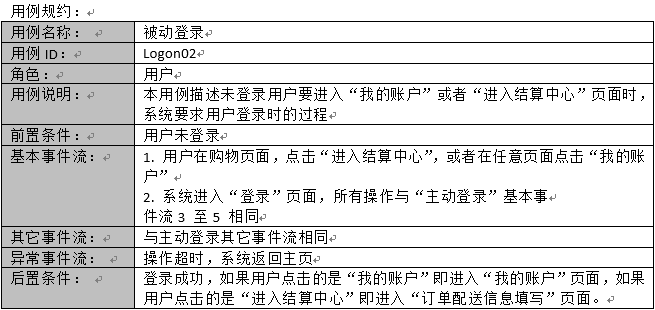 用例规约：
用例名称： 被动登录
用例 ID： Logon02
角色： 用户
用例说明： 本用例描述未登录用户要进入“我的账户”或者“进入结算中心”页面时，
系统要求用户登录时的过程
前置条件： 用户未登录
基本事件流： 1. 用户在购物页面，点击“进入结算中心”，或者在任意页面点击“我的账
户”
2. 系统进入“登录”页面，所有操作与“主动登录”基本事
件流 3 至 5 相同
其它事件流： 与主动登录其它事件流相同
异常事件流： 操作超时，系统返回主页
后置条件： 登录成功，如果用户点击的是“我的账户”即进入“我的账户”页面，如果
用户点击的是“进入结算中心”即进入“订单配送信息填写”页面。